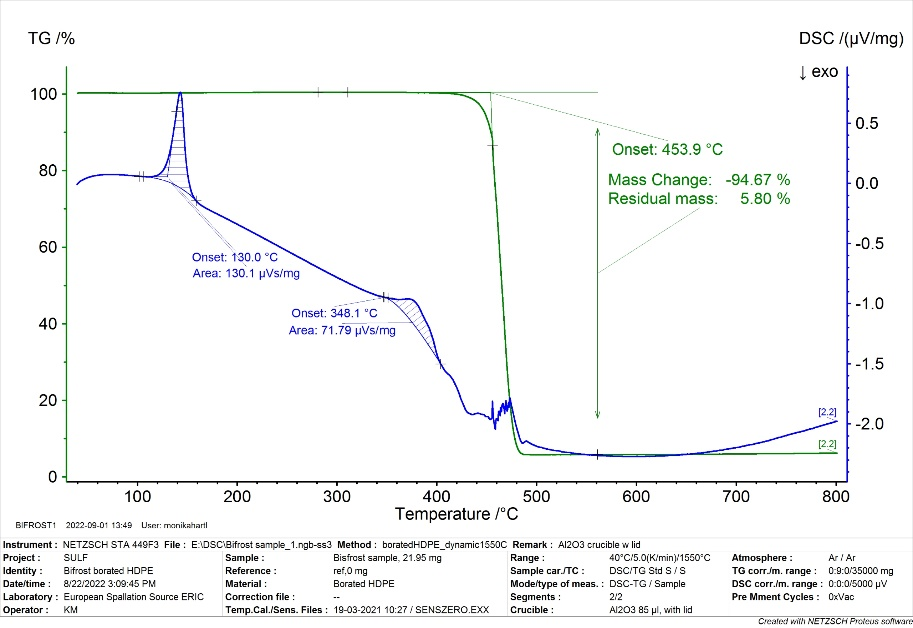 TG /%
DSC /(µV/mg)
↓ exo
100
80
60
40
20
0
0.5
0.0
-0.5
-1.0
-1.5
-2.0
Onset: 453.9 °C
Mass Change: -94.67 %
Residual mass: 5.80 %
Onset: 130.0 °C
Area: 130.1 µVs/mg
Onset: 348.1 °C
Area: 71.79 µVs/mg
[2.2]
[2.2]
100 200 300 400 500 600 700 800
Temperature /°C
BIFROST1 2022-09-01 13:49 User: monikahartl
Instrument : NETZSCH STA 449F3 File : E:\DSC\Bifrost sample_1.ngb-ss3 Method : boratedHDPE_dynamic1550C Remark : Al2O3 crucible w lid
Project : SULF Sample : Bisfrost sample, 21.95 mg Range : 40°C/5.0(K/min)/1550°C Atmosphere : Ar / Ar
Identity : Bifrost borated HDPE Reference : ref,0 mg Sample car./TC : DSC/TG Std S / S TG corr./m. range : 0:9:0/35000 mg
Date/time : 8/22/2022 3:09:45 PM Material : Borated HDPE Mode/type of meas. : DSC-TG / Sample DSC corr./m. range : 0:0:0/5000 µV
Laboratory : European Spallation Source ERIC Correction file : -- Segments : 2/2 Pre Mment Cycles : 0xVac
Operator : KM Temp.Cal./Sens. Files : 19-03-2021 10:27 / SENSZERO.EXX Crucible : Al2O3 85 µl, with lid
Created with NETZSCH Proteus software